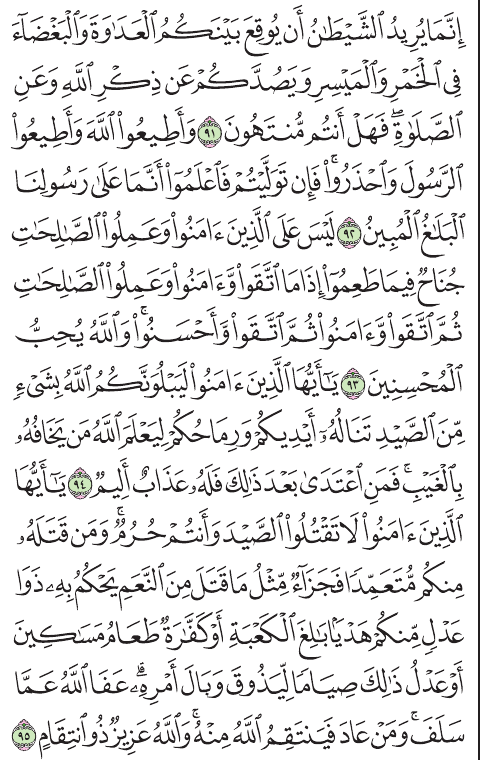 إِنَّمَا يُرِيدُ ٱلشَّيْطَـٰنُ أَن يُوقِعَ بَيْنَكُمُ ٱلْعَدَٰوَةَ وَٱلْبَغْضَآءَ
فِى ٱلْخَمْرِ وَٱلْمَيْسِرِ وَيَصُدَّكُمْ عَن ذِكْرِ ٱللَّهِ وَعَنِ
ٱلصَّلَوٰةِ ۖ فَهَلْ أَنتُم مُّنتَهُونَ ٩١ وَأَطِيعُوا۟ ٱللَّهَ وَأَطِيعُوا۟
ٱلرَّسُولَ وَٱحْذَرُوا۟ ۚ فَإِن تَوَلَّيْتُمْ فَٱعْلَمُوٓا۟ أَنَّمَا عَلَىٰ رَسُولِنَا
ٱلْبَلَـٰغُ ٱلْمُبِينُ ٩٢ لَيْسَ عَلَى ٱلَّذِينَ ءَامَنُوا۟ وَعَمِلُوا۟ ٱلصَّـٰلِحَـٰتِ
جُنَاحٌ فِيمَا طَعِمُوٓا۟ إِذَا مَا ٱتَّقَوا۟ وَّءَامَنُوا۟ وَعَمِلُوا۟ ٱلصَّـٰلِحَـٰتِ
ثُمَّ ٱتَّقَوا۟ وَّءَامَنُوا۟ ثُمَّ ٱتَّقَوا۟ وَّأَحْسَنُوا۟ ۗ وَٱللَّهُ يُحِبُّ
ٱلْمُحْسِنِينَ ٩٣ يَـٰٓأَيُّهَا ٱلَّذِينَ ءَامَنُوا۟ لَيَبْلُوَنَّكُمُ ٱللَّهُ بِشَىْءٍ
مِّنَ ٱلصَّيْدِ تَنَالُهُۥٓ أَيْدِيكُمْ وَرِمَاحُكُمْ لِيَعْلَمَ ٱللَّهُ مَن يَخَافُهُۥ
بِٱلْغَيْبِ ۚ فَمَنِ ٱعْتَدَىٰ بَعْدَ ذَٰلِكَ فَلَهُۥ عَذَابٌ أَلِيمٌ ٩٤ يَـٰٓأَيُّهَا
ٱلَّذِينَ ءَامَنُوا۟ لَا تَقْتُلُوا۟ ٱلصَّيْدَ وَأَنتُمْ حُرُمٌ ۚ وَمَن قَتَلَهُۥ
مِنكُم مُّتَعَمِّدًا فَجَزَآءٌ مِّثْلُ مَا قَتَلَ مِنَ ٱلنَّعَمِ يَحْكُمُ بِهِۦ ذَوَا
عَدْلٍ مِّنكُمْ هَدْيًۢا بَـٰلِغَ ٱلْكَعْبَةِ أَوْ كَفَّـٰرَةٌ طَعَامُ مَسَـٰكِينَ
أَوْ عَدْلُ ذَٰلِكَ صِيَامًا لِّيَذُوقَ وَبَالَ أَمْرِهِۦ ۗ عَفَا ٱللَّهُ عَمَّا
سَلَفَ ۚ وَمَنْ عَادَ فَيَنتَقِمُ ٱللَّهُ مِنْهُ ۗ وَٱللَّهُ عَزِيزٌ ذُو ٱنتِقَامٍ ٩٥